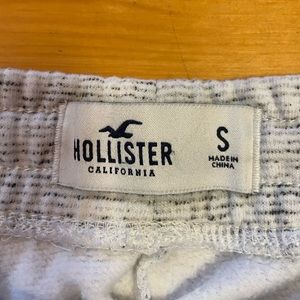 HOLLISTER
CALIFORNIA
S
MADE IN
CHINA